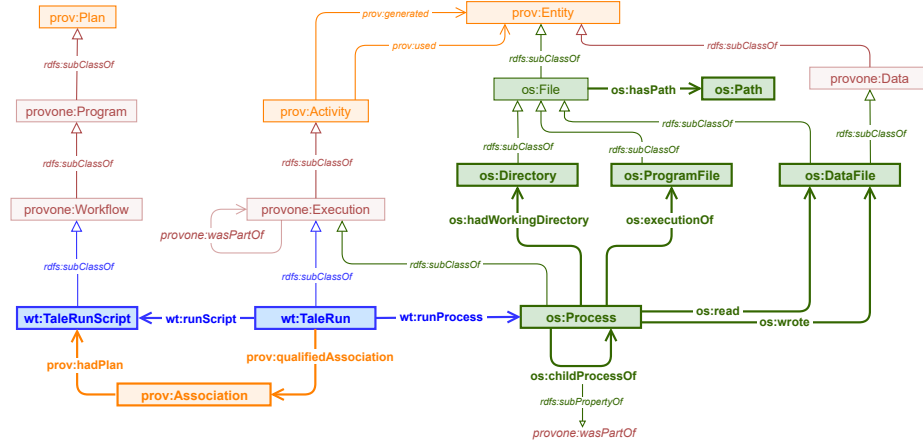 prov:Plan
prov:generated
prov:Entity
prov:used
rdfs:subClassOf
rdfs:subClassOf
rdfs:subClassOf
provone:Program
prov:Activity
os:File
os:hasPath
os:Path
provone:Data
rdfs:subClassOf
rdfs:subClassOf
rdfs:subClassOf
rdfs:subClassOf
rdfs:subClassOf
rdfs:subClassOf
os:Directory
os:ProgramFile
os:DataFile
provone:Workflow
provone:Execution
os:hadWorkingDirectory
os:executionOf
provone:wasPartOf
rdfs:subClassOf
rdfs:subClassOf
rdfs:subClassOf
wt:TaleRunScript
wt:runScript
wt:TaleRun
wt:runProcess
os:Process
os:read
os:wrote
prov:qualifiedAssociation
prov:hadPlan
os:childProcessOf
prov:Association
rdfs:subPropertyOf
provone:wasPartOf